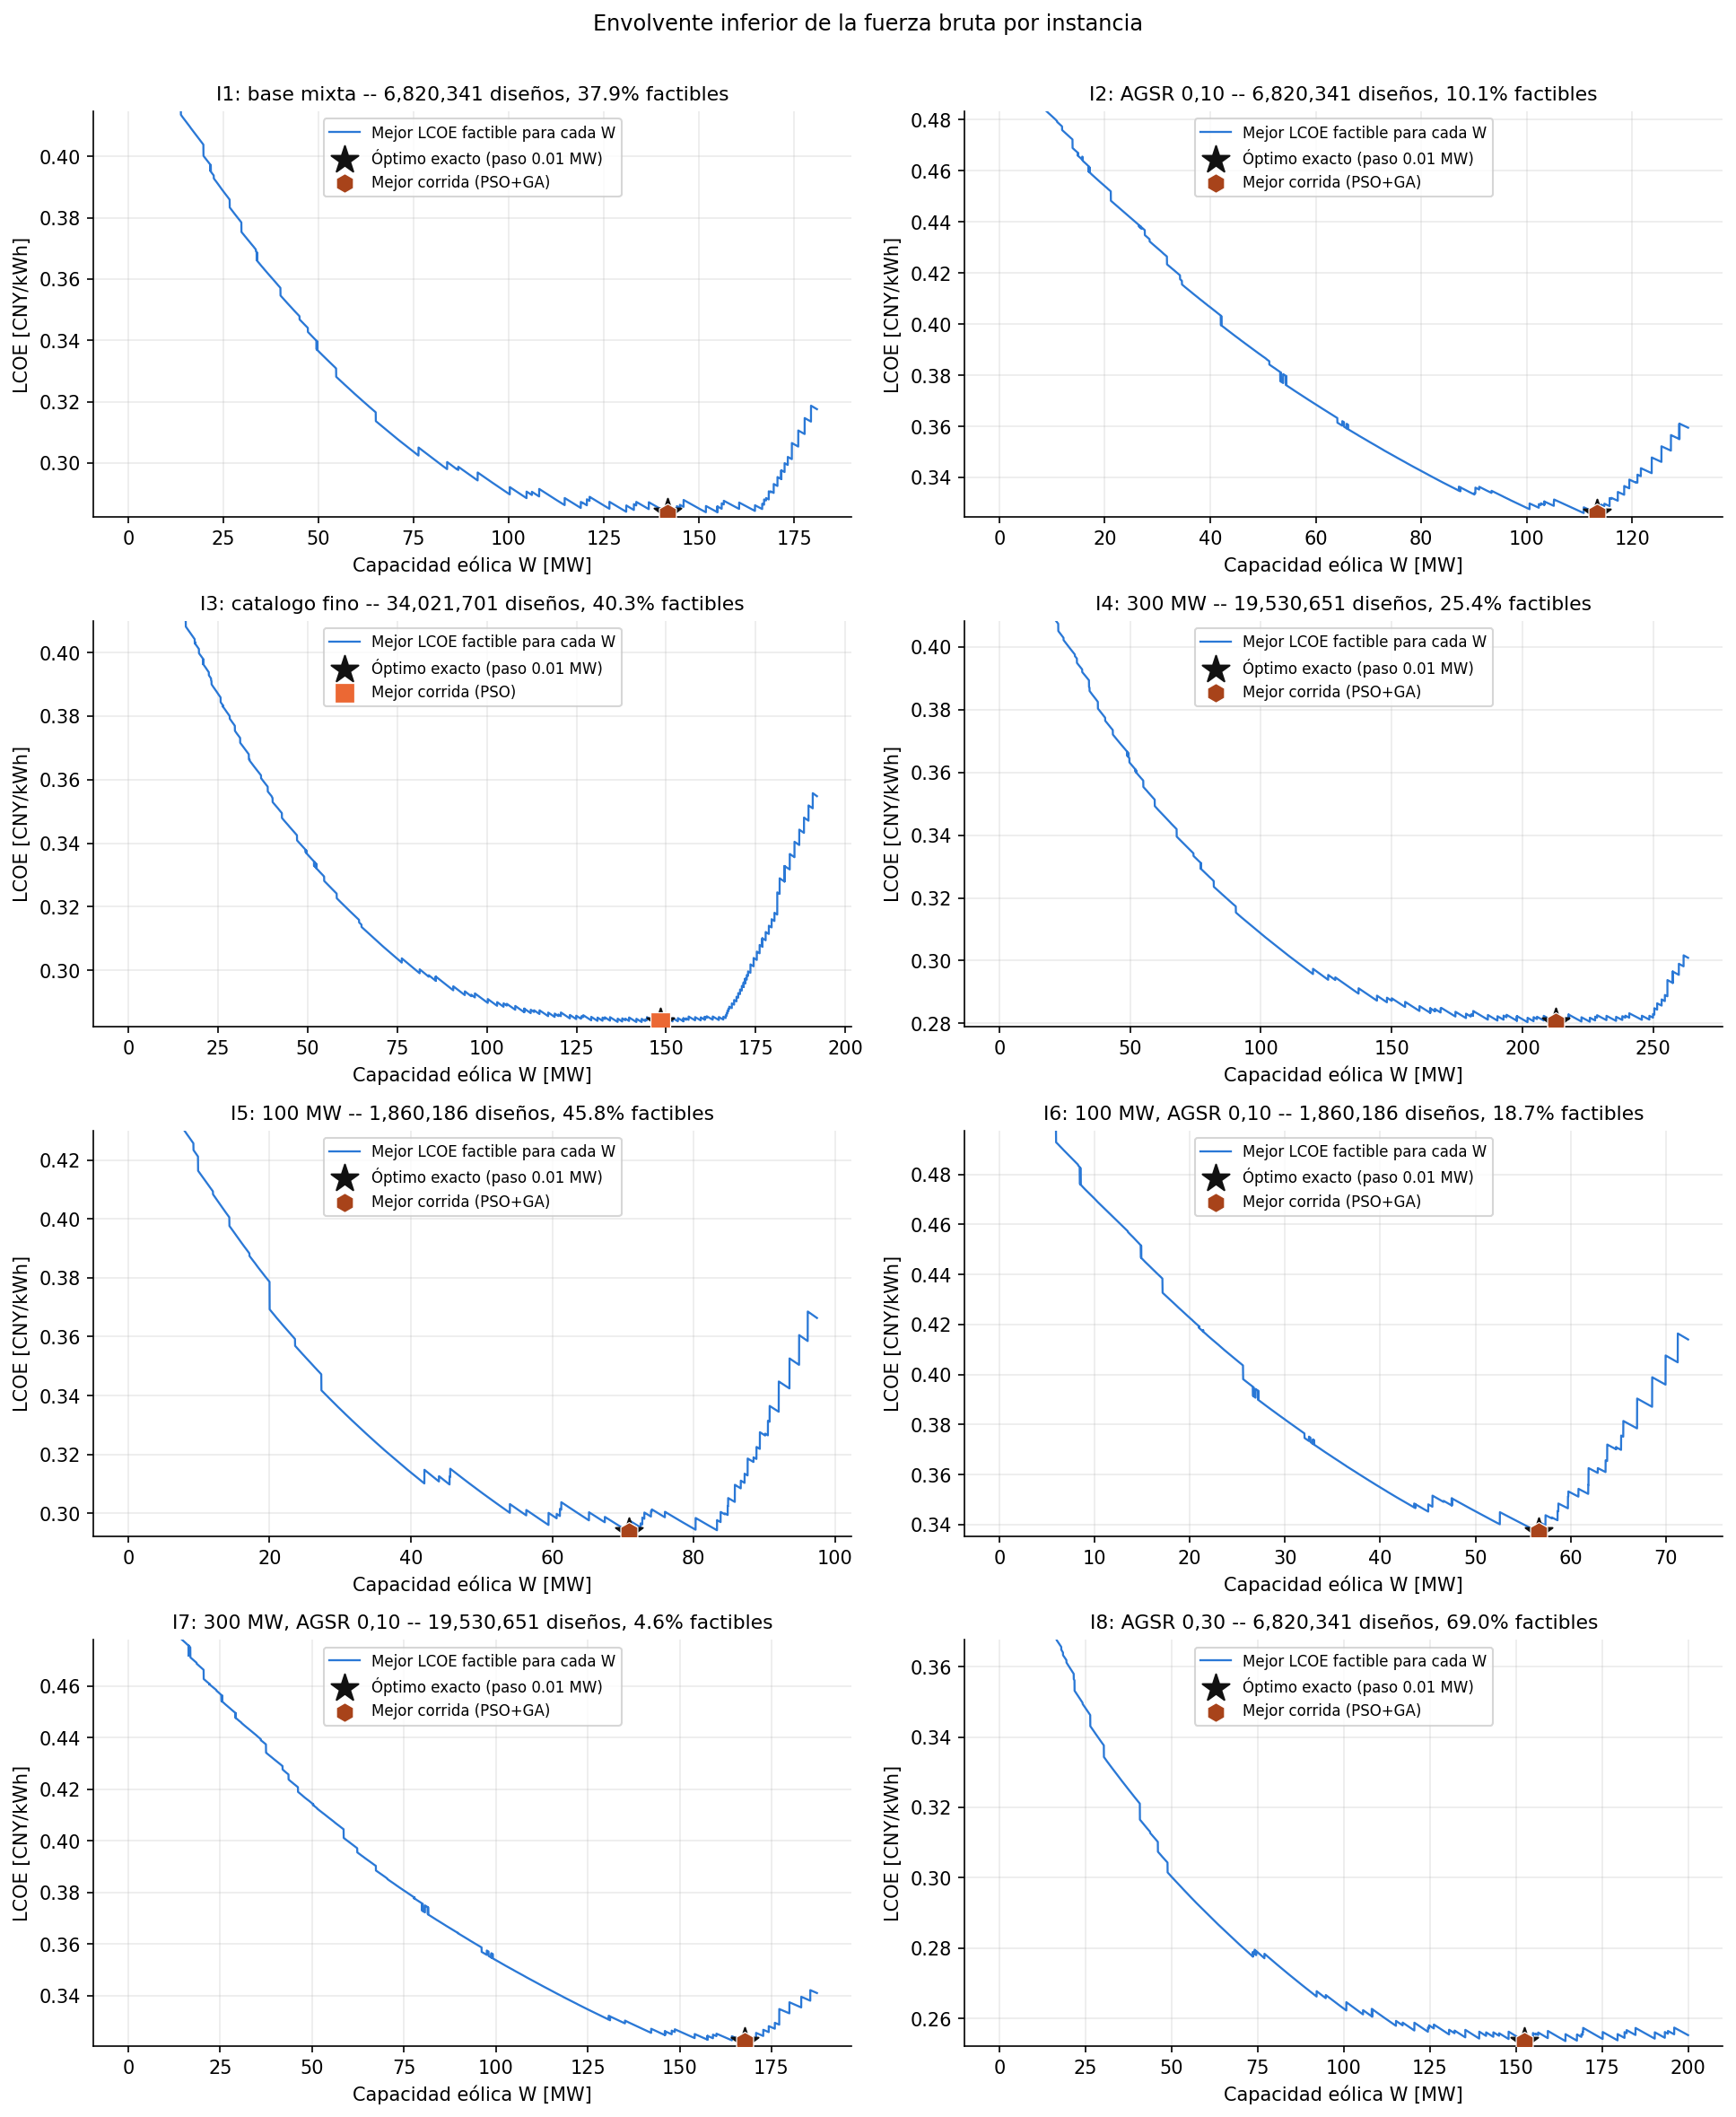 Envolvente inferior de la fuerza bruta por instancia
I1: base mixta -- 6,820,341 diseños, 37.9% factibles
Mejor LCOE factible para cada W
Óptimo exacto (paso 0.01 MW)
Mejor corrida (PSO+GA)
LCOE [CNY/kWh]
0.40
0.38
0.36
0.34
0.32
0.30
0 25 50 75 100 125 150 175
Capacidad eólica W [MW]
I2: AGSR 0,10 -- 6,820,341 diseños, 10.1% factibles
Mejor LCOE factible para cada W
Óptimo exacto (paso 0.01 MW)
Mejor corrida (PSO+GA)
LCOE [CNY/kWh]
0.48
0.46
0.44
0.42
0.40
0.38
0.36
0.34
0 20 40 60 80 100 120
Capacidad eólica W [MW]
I3: catalogo fino -- 34,021,701 diseños, 40.3% factibles
Mejor LCOE factible para cada W
Óptimo exacto (paso 0.01 MW)
Mejor corrida (PSO)
LCOE [CNY/kWh]
0.40
0.38
0.36
0.34
0.32
0.30
0 25 50 75 100 125 150 175 200
Capacidad eólica W [MW]
I4: 300 MW -- 19,530,651 diseños, 25.4% factibles
Mejor LCOE factible para cada W
Óptimo exacto (paso 0.01 MW)
Mejor corrida (PSO+GA)
LCOE [CNY/kWh]
0.40
0.38
0.36
0.34
0.32
0.30
0.28
0 50 100 150 200 250
Capacidad eólica W [MW]
I5: 100 MW -- 1,860,186 diseños, 45.8% factibles
Mejor LCOE factible para cada W
Óptimo exacto (paso 0.01 MW)
Mejor corrida (PSO+GA)
LCOE [CNY/kWh]
0.42
0.40
0.38
0.36
0.34
0.32
0.30
0 20 40 60 80 100
Capacidad eólica W [MW]
I6: 100 MW, AGSR 0,10 -- 1,860,186 diseños, 18.7% factibles
Mejor LCOE factible para cada W
Óptimo exacto (paso 0.01 MW)
Mejor corrida (PSO+GA)
LCOE [CNY/kWh]
0.48
0.46
0.44
0.42
0.40
0.38
0.36
0.34
0 10 20 30 40 50 60 70
Capacidad eólica W [MW]
I7: 300 MW, AGSR 0,10 -- 19,530,651 diseños, 4.6% factibles
Mejor LCOE factible para cada W
Óptimo exacto (paso 0.01 MW)
Mejor corrida (PSO+GA)
LCOE [CNY/kWh]
0.46
0.44
0.42
0.40
0.38
0.36
0.34
0 25 50 75 100 125 150 175
Capacidad eólica W [MW]
I8: AGSR 0,30 -- 6,820,341 diseños, 69.0% factibles
Mejor LCOE factible para cada W
Óptimo exacto (paso 0.01 MW)
Mejor corrida (PSO+GA)
LCOE [CNY/kWh]
0.36
0.34
0.32
0.30
0.28
0.26
0 25 50 75 100 125 150 175 200
Capacidad eólica W [MW]